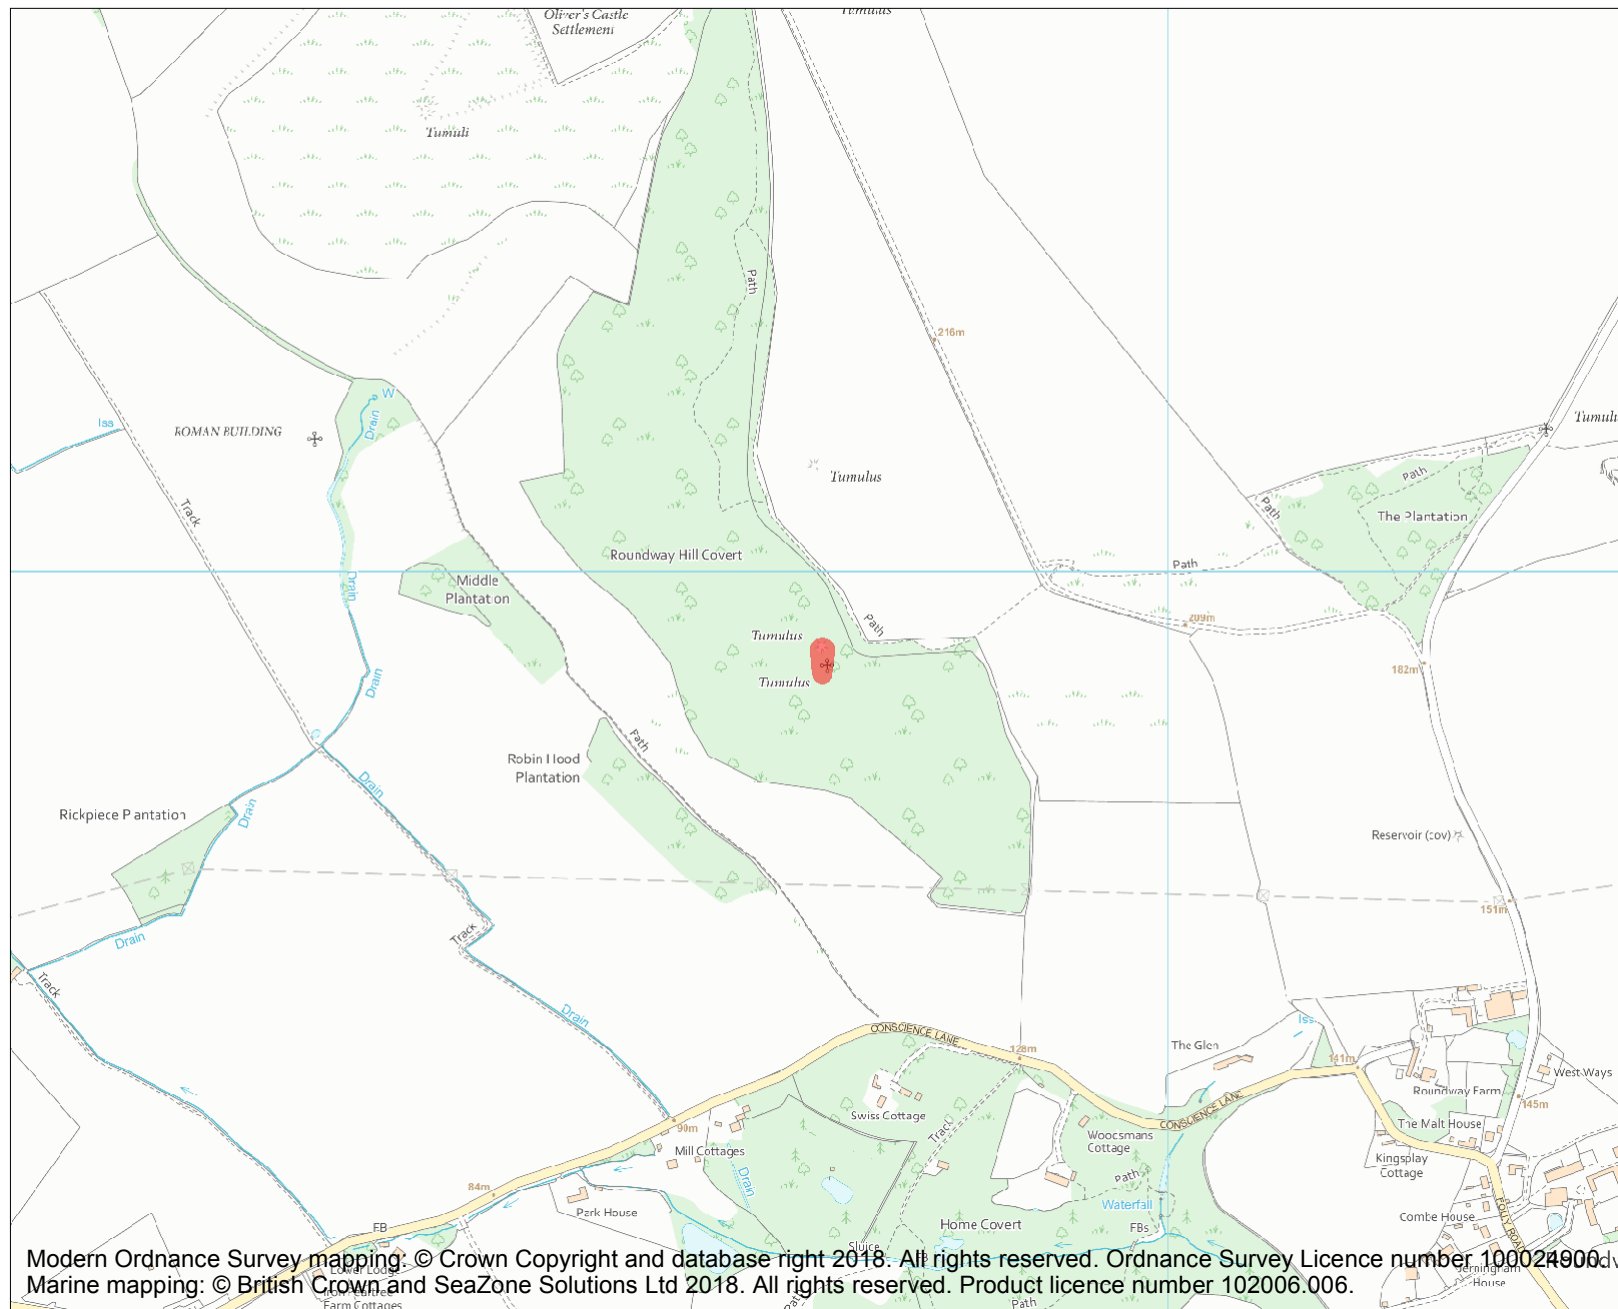 Oliver's Castle
Settlement
Tumulus
Tumuli
Path
216m
W
Drain
Iss
ROMAN BUILDING
Track
Tumulus
Path
Path
The Plantation
Roundway Hill Covert
Path
Middle
Plantation
Drain
Path
209m
Tumulus
182m
Drain
Tumulus
Path
Robin Hood
Plantation
Drain
Rickpiece Plantation
Drain
Reservoir (cov)
151m
Track
Drain
Track
Drain
CONSCIENCE LANE
Iss
The Glen
128m
141m
West Ways
Roundway Farm
145m
Swiss Cottage
CONSCIENCE LANE
The Malt House
90m
Track
Woodsmans
Cottage
Mill Cottages
Kingsplay
Cottage
Path
Drain
84m
Waterfall
Park House
Combe House
FB
Home Covert
FBs
FOLLY ROAD
Sluice
FB
Modern Ordnance Survey mapping: © Crown Copyright and database right 2018. All rights reserved. Ordnance Survey Licence number 100024900.
Marine mapping: © British Crown and SeaZone Solutions Ltd 2018. All rights reserved. Product licence number 102006.006.
Lower Lodge
Jerningham
House
Farm Cottages
Path
Path